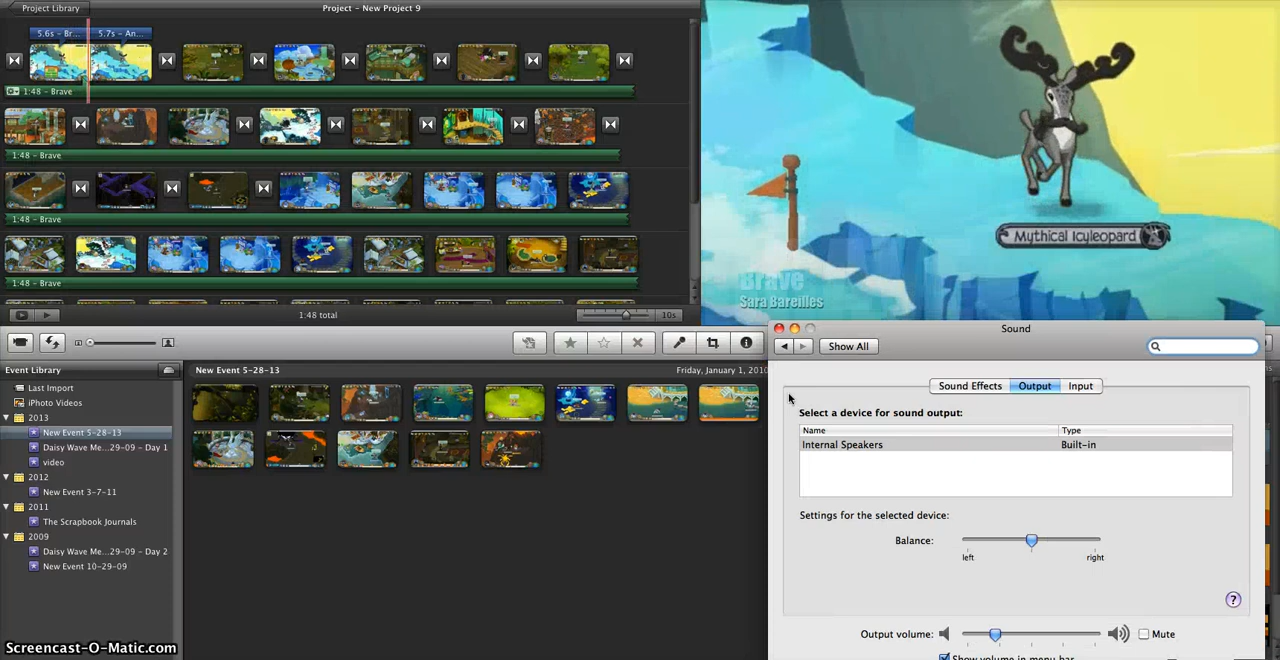 Project Library
Project - New Project 9
5.6s - Br...
5.7s - An...
1:48 - Brave
1:48 - Brave
1:48 - Brave
1:48 - Brave
1:48 total
10s
Mythical Icyleopard
Brave
Sara Bareilles
Event Library
Last Import
iPhoto Videos
2013
New Event 5-28-13
Daisy Wave Me...29-09 - Day 1
video
2012
New Event 3-7-11
2011
The Scrapbook Journals
2009
Daisy Wave Me...29-09 - Day 2
New Event 10-29-09
New Event 5-28-13
Friday, January 1, 2010
Sound
Show All
Sound Effects
Output
Input
Select a device for sound output:
Name
Type
Internal Speakers
Built-in
Settings for the selected device:
Balance:
left
right
?
Output volume:
Mute
Show volume in menu bar
Screencast-O-Matic.com